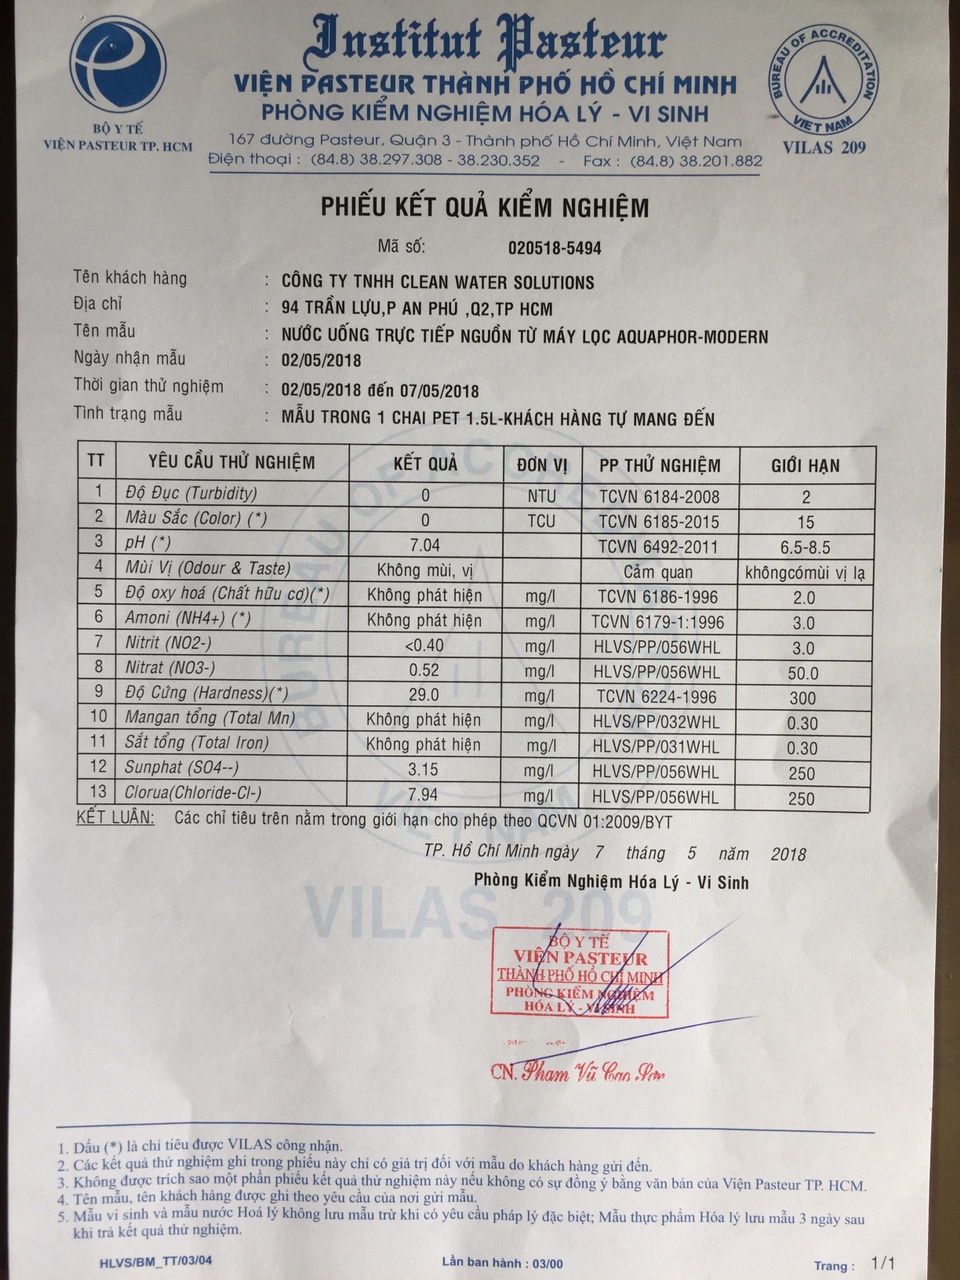 Institut Pasteur
VIỆN PASTEUR THÀNH PHỐ HỒ CHÍ MINH
PHÒNG KIỂM NGHIỆM HÓA LÝ - VI SINH
167 đường Pasteur, Quận 3 - Thành phố Hồ Chí Minh, Việt Nam
Điện thoại : (84.8) 38.297.308 - 38.230.352 - Fax : (84.8) 38.201.882
BỘ Y TẾ
VIỆN PASTEUR TP. HCM
BUREAU OF ACCREDITATION
VIET NAM
VILAS 209
PHIẾU KẾT QUẢ KIỂM NGHIỆM
Mã số: 020518-5494
Tên khách hàng : CÔNG TY TNHH CLEAN WATER SOLUTIONS
Địa chỉ : 94 TRẦN LỰU,P AN PHÚ ,Q2,TP HCM
Tên mẫu : NƯỚC UỐNG TRỰC TIẾP NGUỒN TỪ MÁY LỌC AQUAPHOR-MODERN
Ngày nhận mẫu : 02/05/2018
Thời gian thử nghiệm : 02/05/2018 đến 07/05/2018
Tình trạng mẫu : MẪU TRONG 1 CHAI PET 1.5L-KHÁCH HÀNG TỰ MANG ĐẾN
TT YÊU CẦU THỬ NGHIỆM KẾT QUẢ ĐƠN VỊ PP THỬ NGHIỆM GIỚI HẠN
1 Độ Đục (Turbidity) 0 NTU TCVN 6184-2008 2
2 Màu Sắc (Color) (*) 0 TCU TCVN 6185-2015 15
3 pH (*) 7.04 TCVN 6492-2011 6.5-8.5
4 Mùi Vị (Odour & Taste) Không mùi, vị Cảm quan khôngcómùi vị lạ
5 Độ oxy hoá (Chất hữu cơ)(*) Không phát hiện mg/l TCVN 6186-1996 2.0
6 Amoni (NH4+) (*) Không phát hiện mg/l TCVN 6179-1:1996 3.0
7 Nitrit (NO2-) <0.40 mg/l HLVS/PP/056WHL 3.0
8 Nitrat (NO3-) 0.52 mg/l HLVS/PP/056WHL 50.0
9 Độ Cứng (Hardness)(*) 29.0 mg/l TCVN 6224-1996 300
10 Mangan tổng (Total Mn) Không phát hiện mg/l HLVS/PP/032WHL 0.30
11 Sắt tổng (Total Iron) Không phát hiện mg/l HLVS/PP/031WHL 0.30
12 Sunphat (SO4--) 3.15 mg/l HLVS/PP/056WHL 250
13 Clorua(Chloride-Cl-) 7.94 mg/l HLVS/PP/056WHL 250
KẾT LUẬN: Các chỉ tiêu trên nằm trong giới hạn cho phép theo QCVN 01:2009/BYT
TP. Hồ Chí Minh ngày 7 tháng 5 năm 2018
Phòng Kiểm Nghiệm Hóa Lý - Vi Sinh
VILAS 209
BỘ Y TẾ
VIỆN PASTEUR
THÀNH PHỐ HỒ CHÍ MINH
PHÒNG KIỂM NGHIỆM
HÓA LÝ - VI SINH
CN. Phạm Vũ Cao Sơn
1. Dấu (*) là chỉ tiêu được VILAS công nhận.
2. Các kết quả thử nghiệm ghi trong phiếu này chỉ có giá trị đối với mẫu do khách hàng gửi đến.
3. Không được trích sao một phần phiếu kết quả thử nghiệm này nếu không có sự đồng ý bằng văn bản của Viện Pasteur TP. HCM.
4. Tên mẫu, tên khách hàng được ghi theo yêu cầu của nơi gửi mẫu.
5. Mẫu vi sinh và mẫu nước Hoá lý không lưu mẫu trừ khi có yêu cầu pháp lý đặc biệt; Mẫu thực phẩm Hóa lý lưu mẫu 3 ngày sau
khi trả kết quả thử nghiệm.
HLVS/BM_TT/03/04 Lần ban hành : 03/00 Trang : 1/1